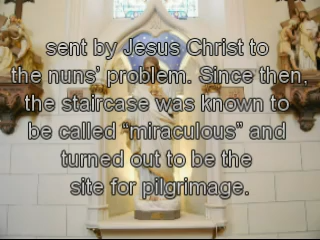 sent by Jesus Christ to
the nuns' problem. Since then,
the staircase was known to
be called “miraculous” and
turned out to be the
site for pilgrimage.